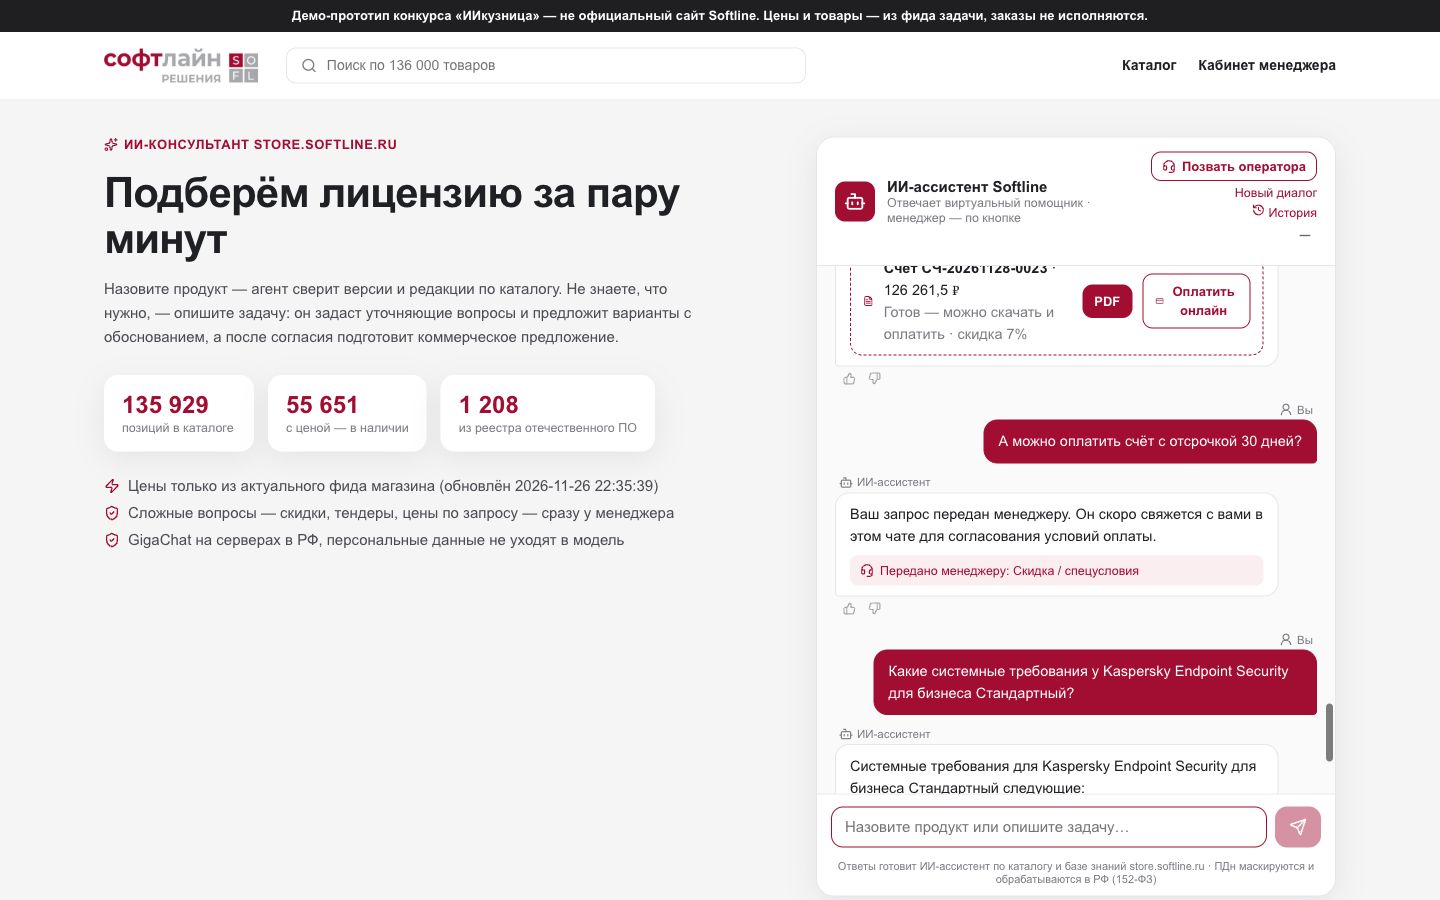 Демо-прототип конкурса «ИИкузница» — не официальный сайт Softline. Цены и товары — из фида задачи, заказы не исполняются.
софтлайн
РЕШЕНИЯ
SO
FL
Поиск по 136 000 товаров
Каталог
Кабинет менеджера
ИИ-КОНСУЛЬТАНТ STORE.SOFTLINE.RU
Подберём лицензию за пару
минут
Назовите продукт — агент сверит версии и редакции по каталогу. Не знаете, что
нужно, — опишите задачу: он задаст уточняющие вопросы и предложит варианты с
обоснованием, а после согласия подготовит коммерческое предложение.
135 929
позиций в каталоге
55 651
с ценой — в наличии
1 208
из реестра отечественного ПО
Цены только из актуального фида магазина (обновлён 2026-11-26 22:35:39)
Сложные вопросы — скидки, тендеры, цены по запросу — сразу у менеджера
GigaChat на серверах в РФ, персональные данные не уходят в модель
ИИ-ассистент Softline
Отвечает виртуальный помощник ·
менеджер — по кнопке
Позвать оператора
Новый диалог
История
—
Счёт СЧ-20261128-0023 ·
126 261,5 ₽
Готов — можно скачать и
оплатить · скидка 7%
PDF
Оплатить
онлайн
Вы
А можно оплатить счёт с отсрочкой 30 дней?
ИИ-ассистент
Ваш запрос передан менеджеру. Он скоро свяжется с вами в
этом чате для согласования условий оплаты.
Передано менеджеру: Скидка / спецусловия
Вы
Какие системные требования у Kaspersky Endpoint Security
для бизнеса Стандартный?
ИИ-ассистент
Системные требования для Kaspersky Endpoint Security для
бизнеса Стандартный следующие:
Назовите продукт или опишите задачу…
Ответы готовит ИИ-ассистент по каталогу и базе знаний store.softline.ru · ПДн маскируются и
обрабатываются в РФ (152-ФЗ)